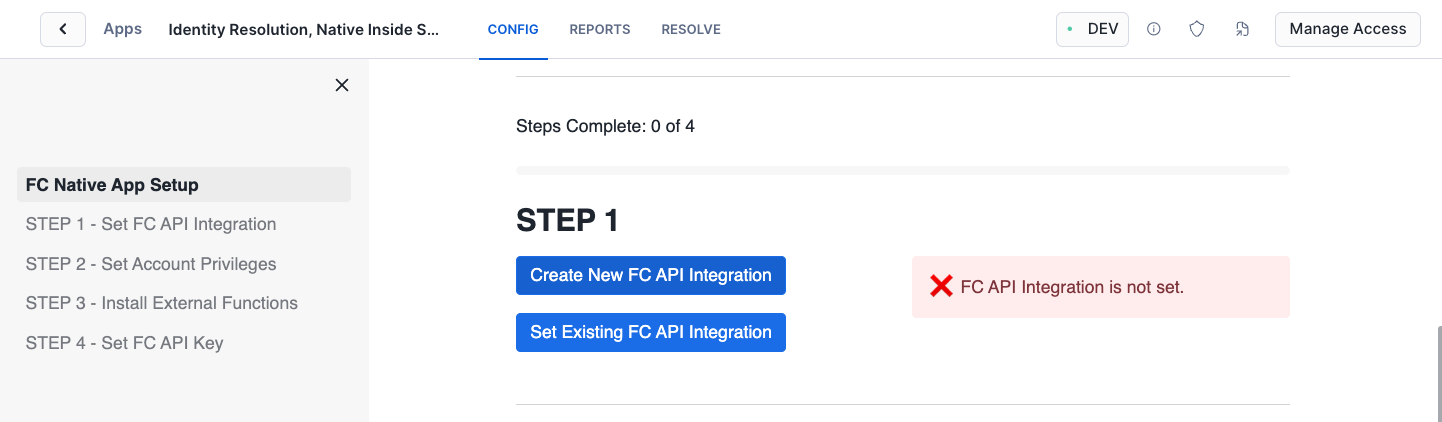 Apps Identity Resolution, Native Inside S... CONFIG REPORTS RESOLVE DEV Manage Access
FC Native App Setup
STEP 1 - Set FC API Integration
STEP 2 - Set Account Privileges
STEP 3 - Install External Functions
STEP 4 - Set FC API Key
Steps Complete: 0 of 4
STEP 1
Create New FC API Integration
FC API Integration is not set.
Set Existing FC API Integration